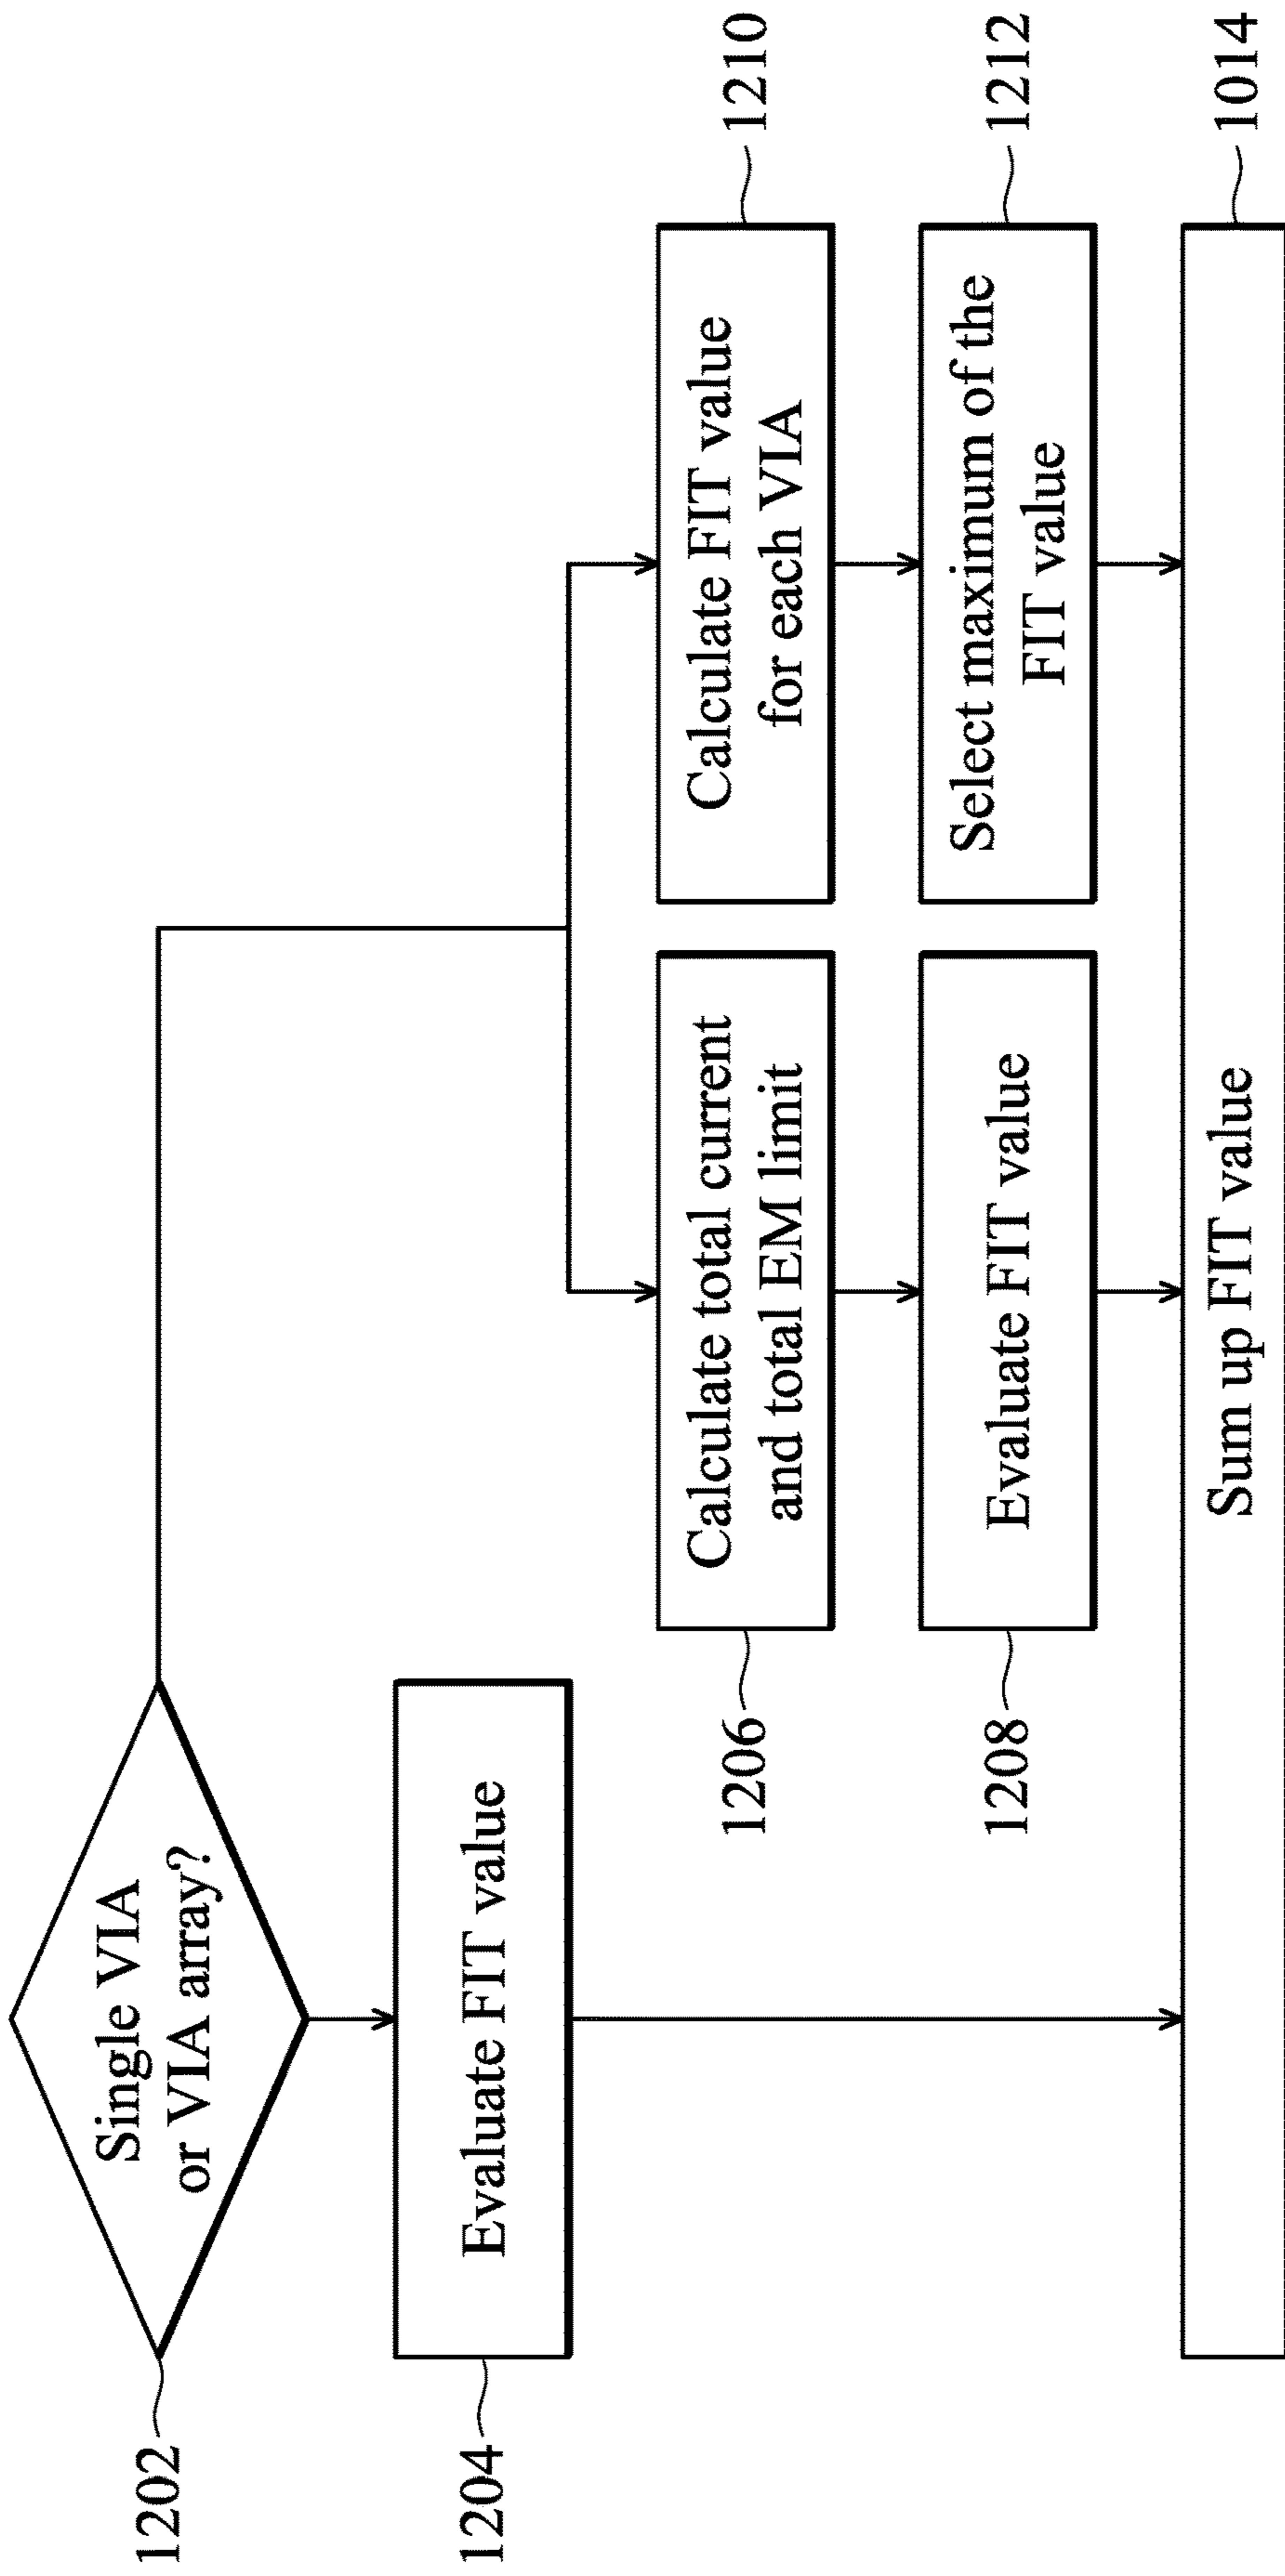 1202
Single VIA
or VIA array?
1204
Evaluate FIT value
1206
Calculate total current
and total EM limit
Calculate FIT value
for each VIA
1210
1208
Evaluate FIT value
Select maximum of the
FIT value
1212
Sum up FIT value
1014